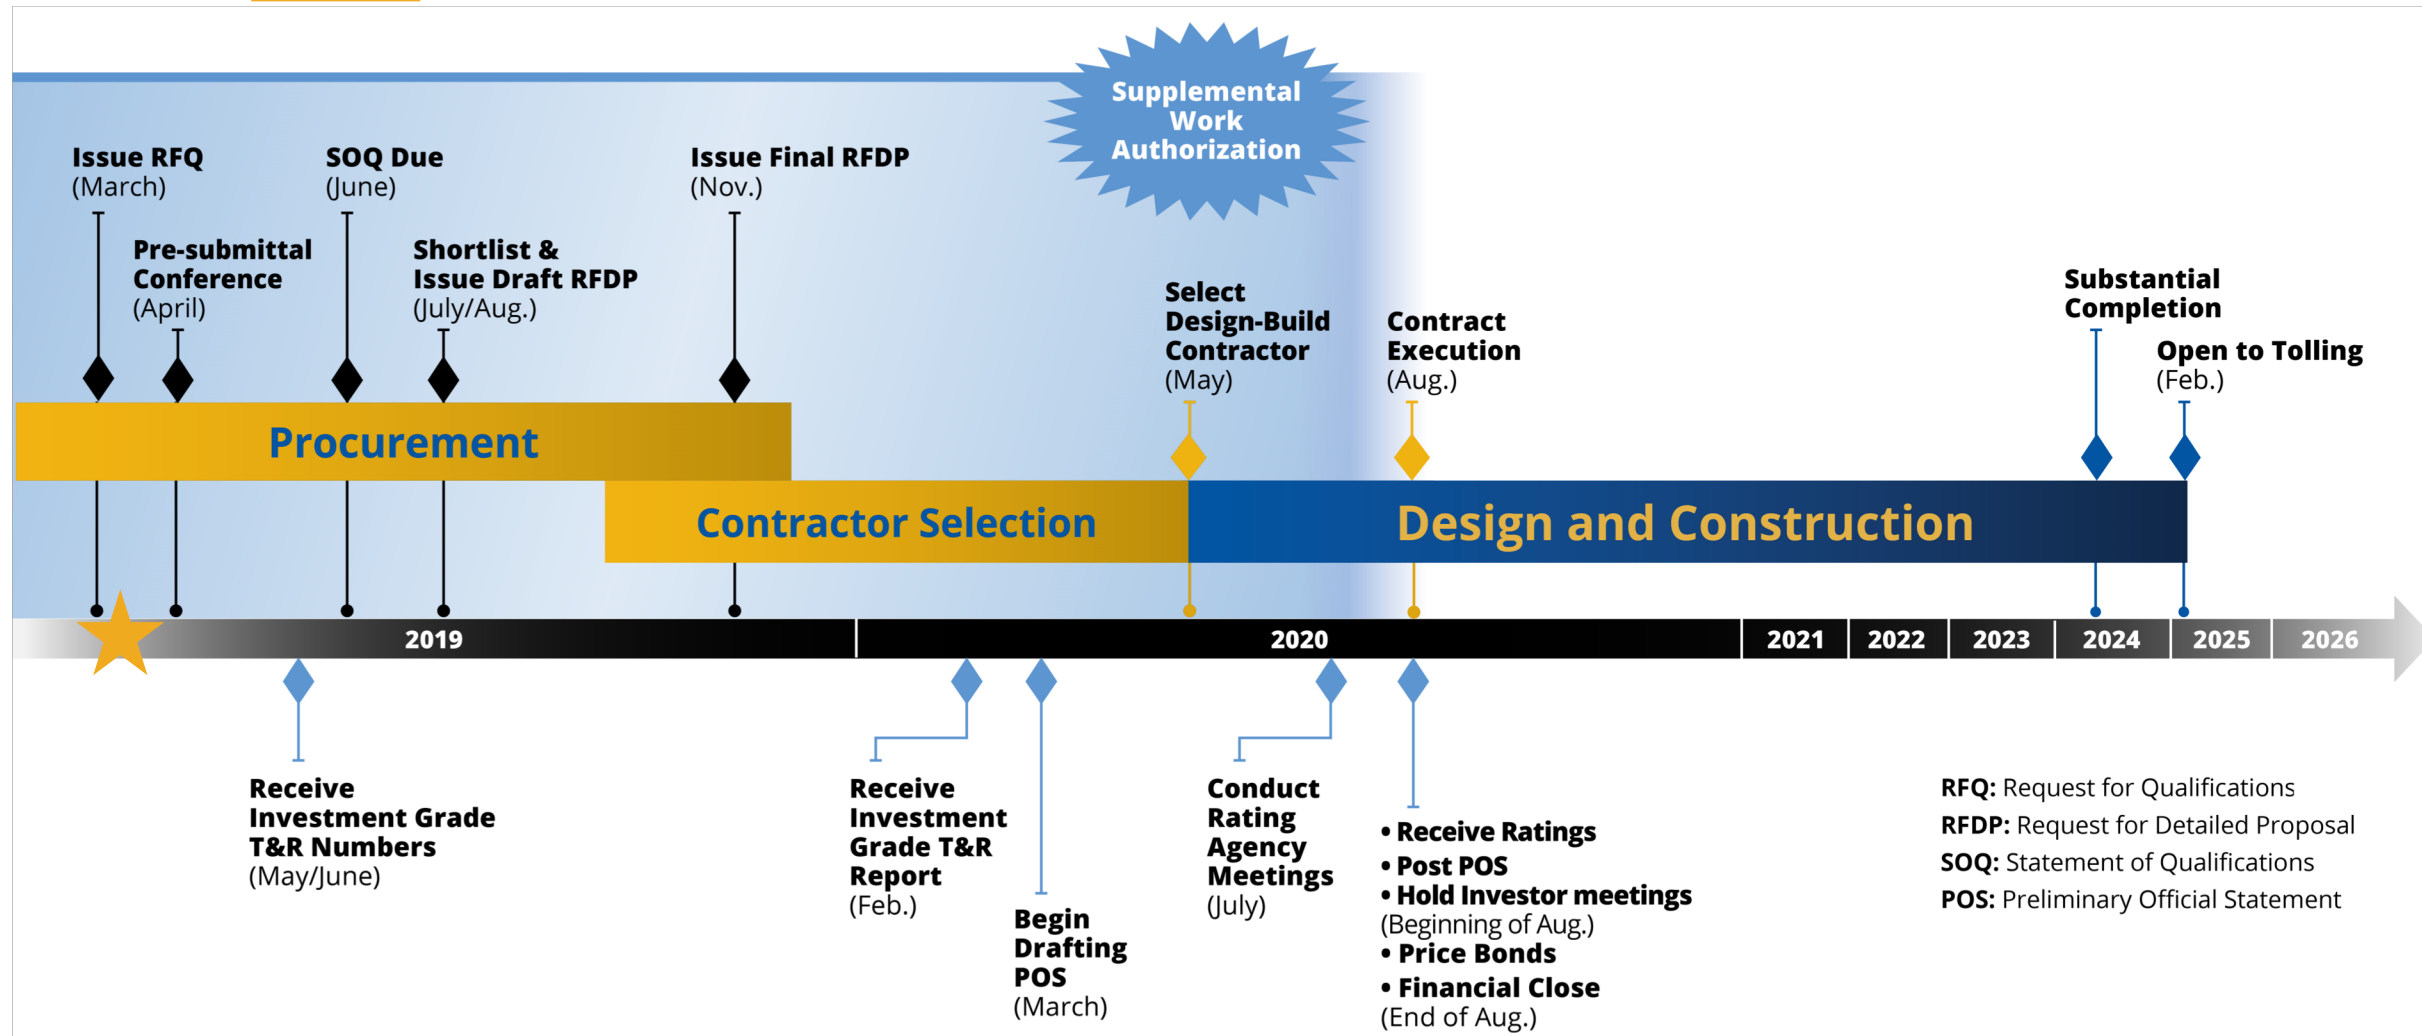 Supplemental
Work
Authorization
Issue RFQ
(March)
SOQ Due
(June)
Issue Final RFDP
(Nov.)
Pre-submittal
Conference
(April)
Shortlist &
Issue Draft RFDP
(July/Aug.)
Select
Design-Build
Contractor
(May)
Contract
Execution
(Aug.)
Substantial
Completion
Open to Tolling
(Feb.)
Procurement
Contractor Selection
Design and Construction
2019
2020
2021
2022
2023
2024
2025
2026
Receive
Investment Grade
T&R Numbers
(May/June)
Receive
Investment
Grade T&R
Report
(Feb.)
Begin
Drafting
POS
(March)
Conduct
Rating
Agency
Meetings
(July)
• Receive Ratings
• Post POS
• Hold Investor meetings
(Beginning of Aug.)
• Price Bonds
• Financial Close
(End of Aug.)
RFQ: Request for Qualifications
RFDP: Request for Detailed Proposal
SOQ: Statement of Qualifications
POS: Preliminary Official Statement